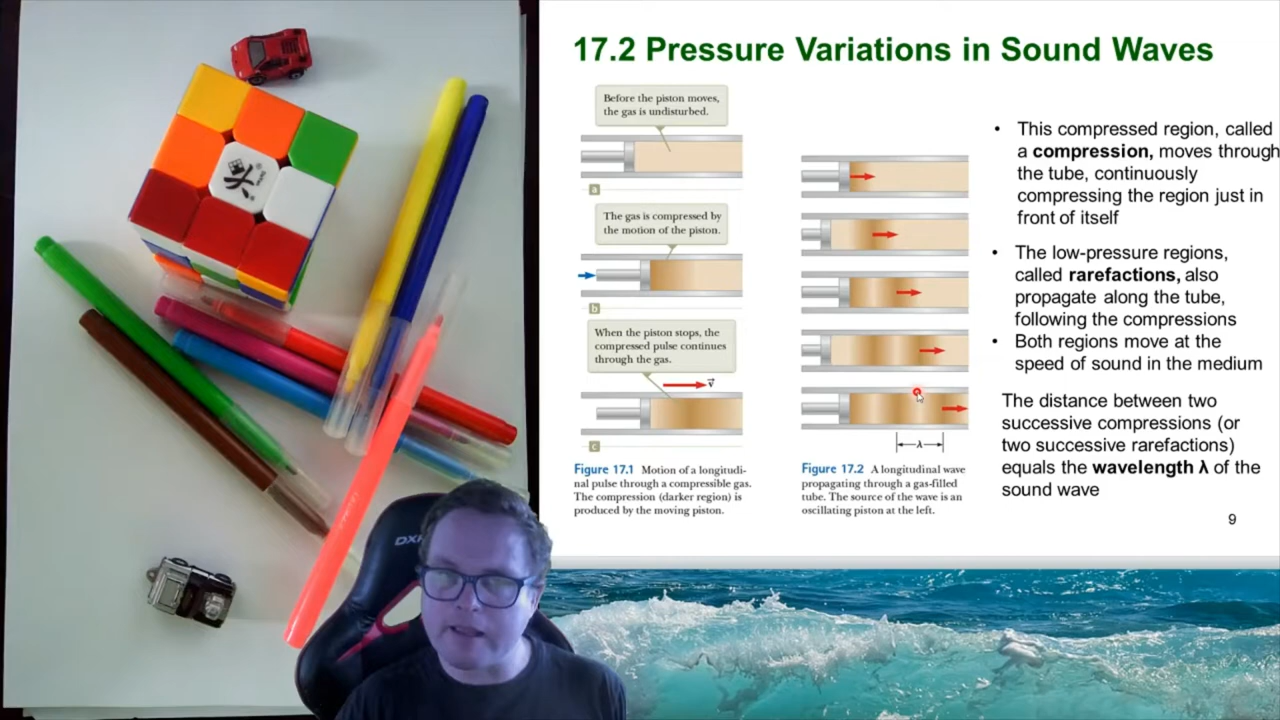 17.2 Pressure Variations in Sound Waves
Before the piston moves,
the gas is undisturbed.
a
The gas is compressed by
the motion of the piston.
b
When the piston stops, the
compressed pulse continues
through the gas.
v
c
Figure 17.1 Motion of a longitudi-
nal pulse through a compressible gas.
The compression (darker region) is
produced by the moving piston.
λ
Figure 17.2 A longitudinal wave
propagating through a gas-filled
tube. The source of the wave is an
oscillating piston at the left.
• This compressed region, called
a compression, moves through
the tube, continuously
compressing the region just in
front of itself
• The low-pressure regions,
called rarefactions, also
propagate along the tube,
following the compressions
• Both regions move at the
speed of sound in the medium
The distance between two
successive compressions (or
two successive rarefactions)
equals the wavelength λ of the
sound wave
9